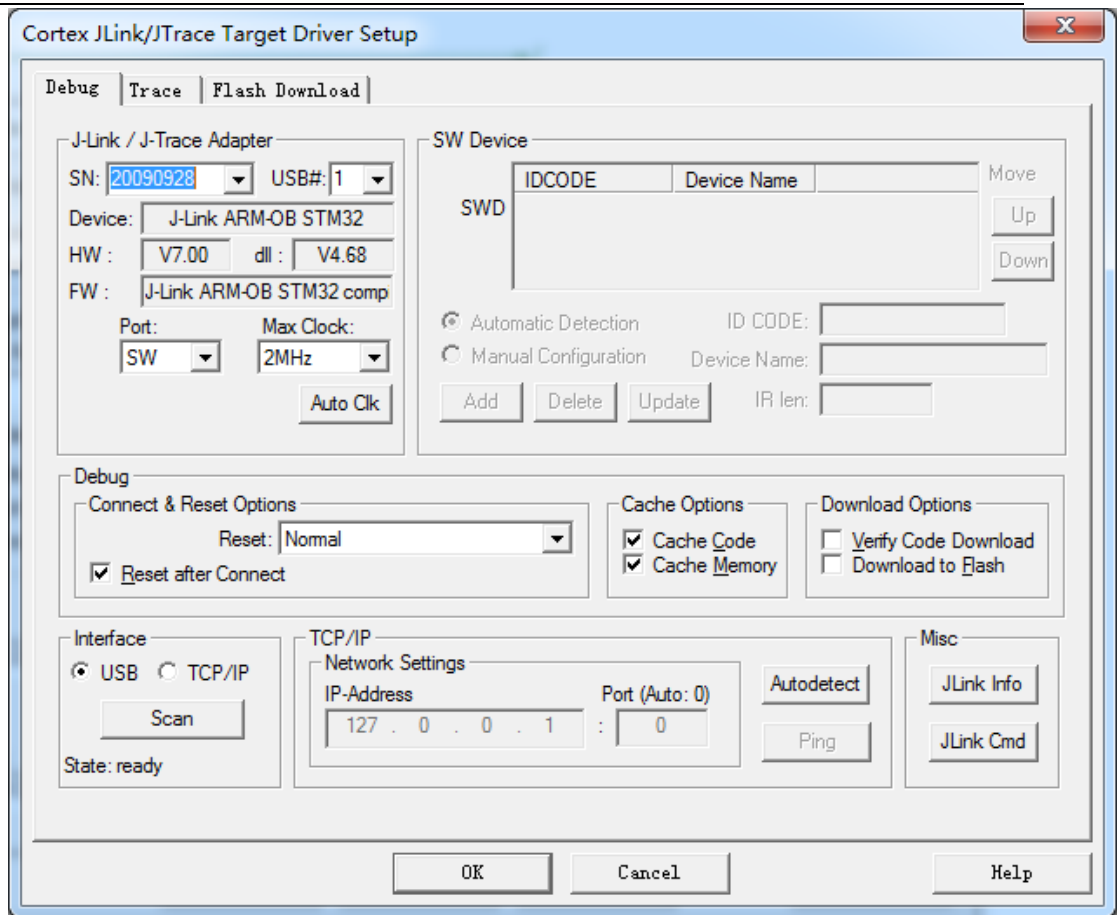 Cortex JLink/JTrace Target Driver Setup
Debug Trace Flash Download
J-Link / J-Trace Adapter
SN: 20090928 USB#: 1
Device: J-Link ARM-OB STM32
HW : V7.00 dll : V4.68
FW : J-Link ARM-OB STM32 comp
Port: Max Clock:
SW 2MHz
Auto Clk
SW Device
IDCODE Device Name
SWD
Move
Up
Down
Automatic Detection ID CODE:
Manual Configuration Device Name:
Add Delete Update IR len:
Debug
Connect & Reset Options
Reset: Normal
Reset after Connect
Cache Options
Cache Code
Cache Memory
Download Options
Verify Code Download
Download to Flash
Interface
USB TCP/IP
Scan
State: ready
TCP/IP
Network Settings
IP-Address Port (Auto: 0)
127 . 0 . 0 . 1 : 0
Autodetect
Ping
Misc
JLink Info
JLink Cmd
OK Cancel Help